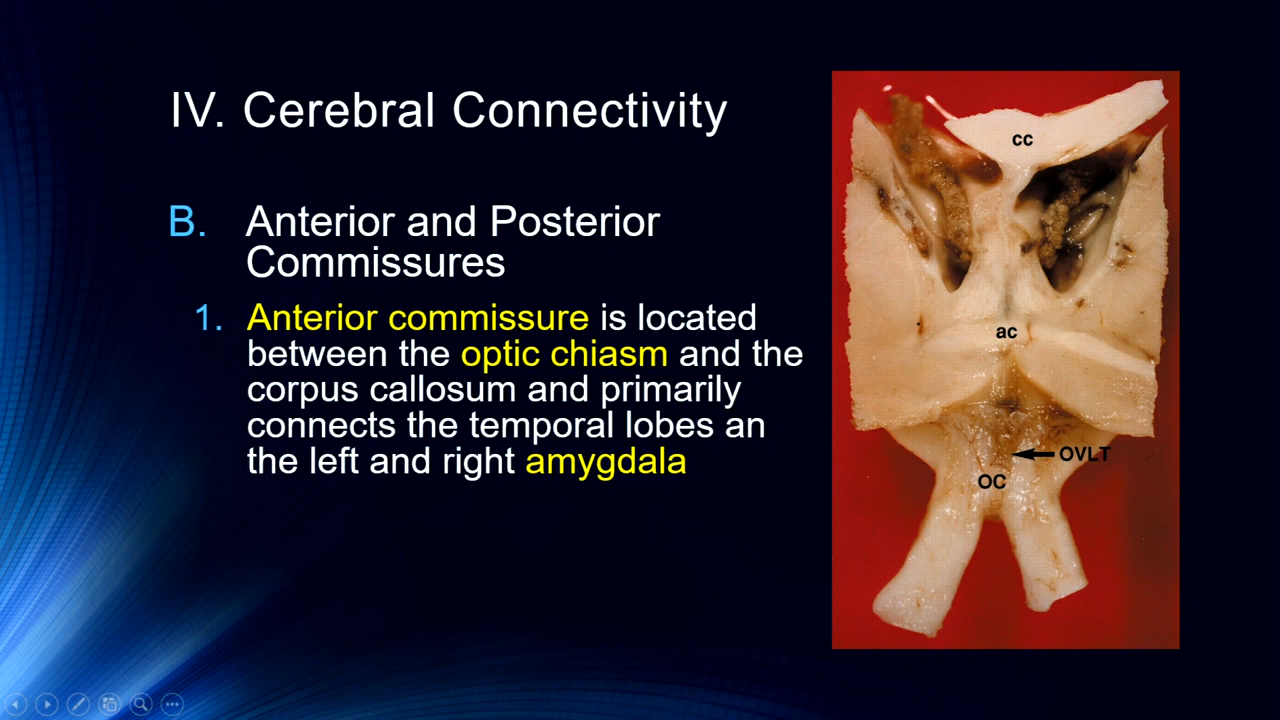 IV. Cerebral Connectivity
B. Anterior and Posterior
Commissures
1. Anterior commissure is located
between the optic chiasm and the
corpus callosum and primarily
connects the temporal lobes an
the left and right amygdala
cc
ac
OVLT
OC